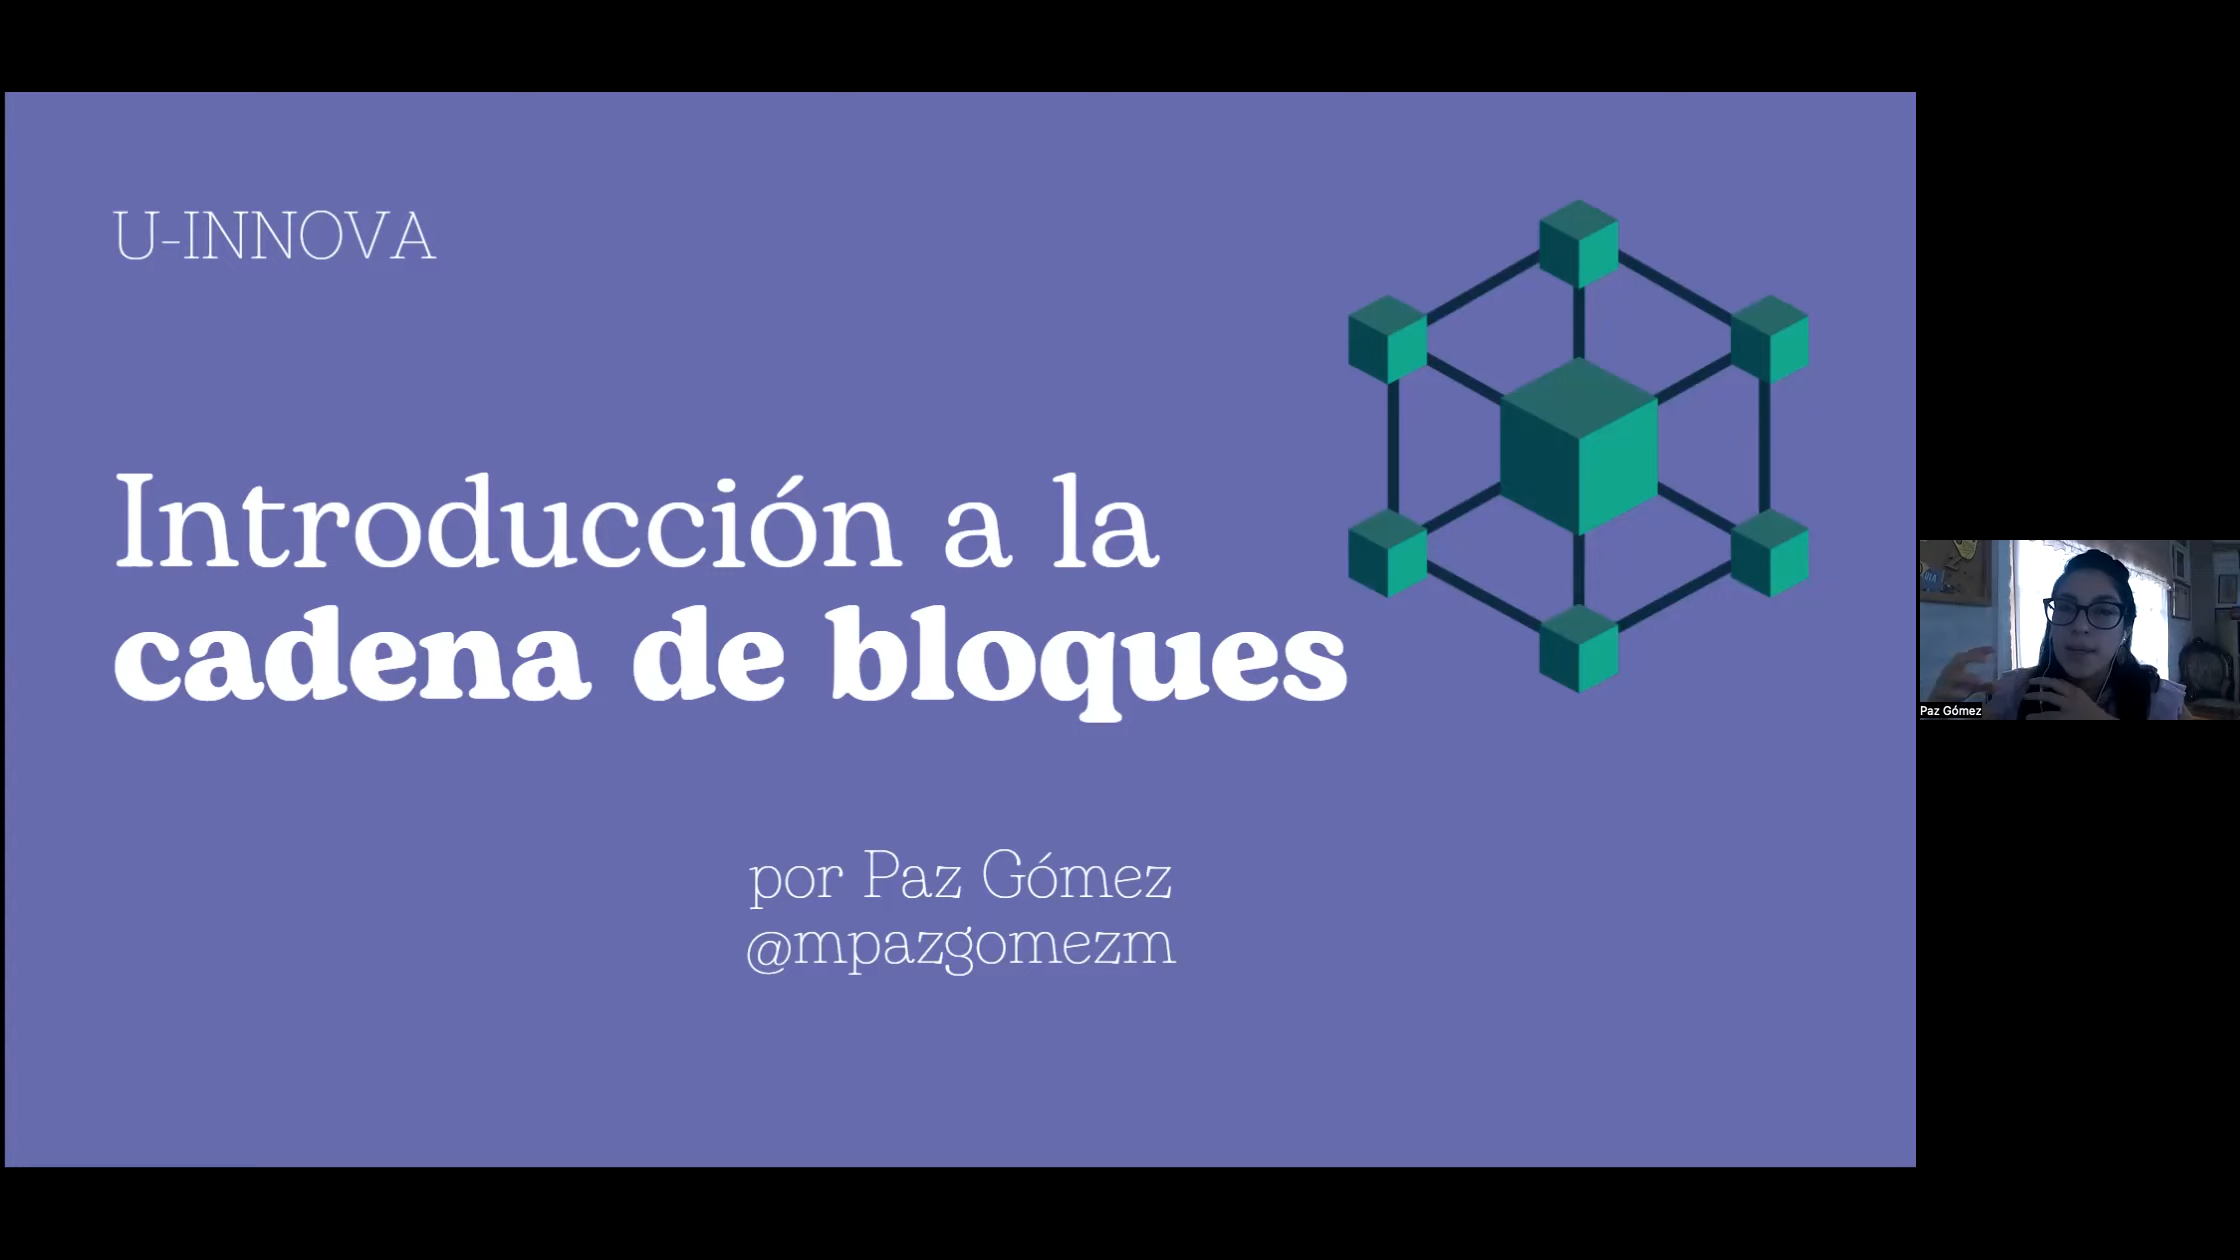 U-INNOVA
Introducción a la
cadena de bloques
por Paz Gómez
@mpazgomezm
Paz Gómez